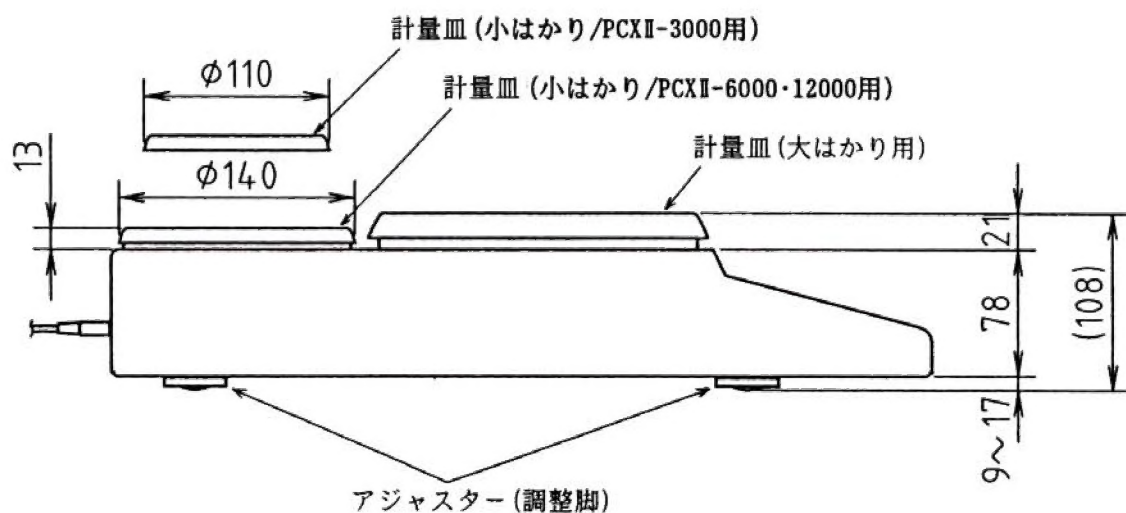 計量皿(小はかり/PCXⅡ-3000用)
φ110
計量皿(小はかり/PCXⅡ-6000・12000用)
13
φ140
計量皿(大はかり用)
21
78
(108)
9～17
アジャスター(調整脚)